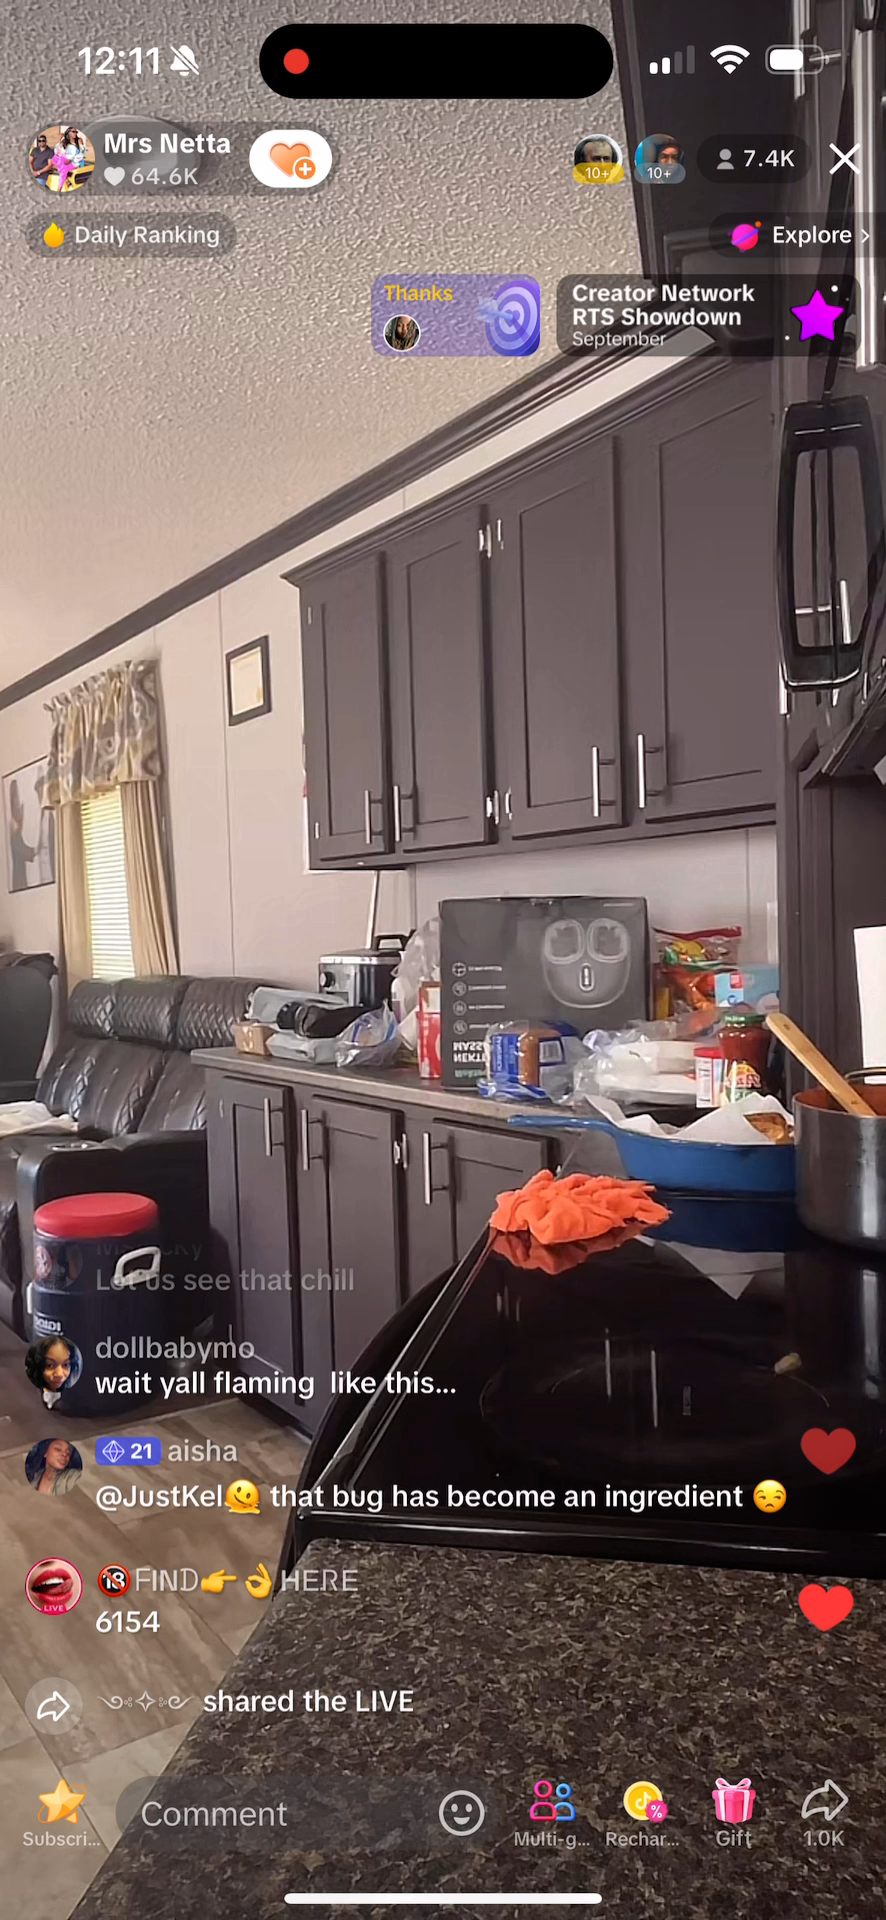 12:11
Mrs Netta
64.6K
10+
10+
7.4K
Daily Ranking
Explore >
Thanks
Creator Network
RTS Showdown
September
Let us see that chill
dollbabymo
wait yall flaming like this...
21 aisha
@JustKel🫠 that bug has become an ingredient 😒
🔞FIND👉👌HERE
6154
LIVE
shared the LIVE
Comment
Subscri...
Multi-g...
Rechar...
Gift
1.0K